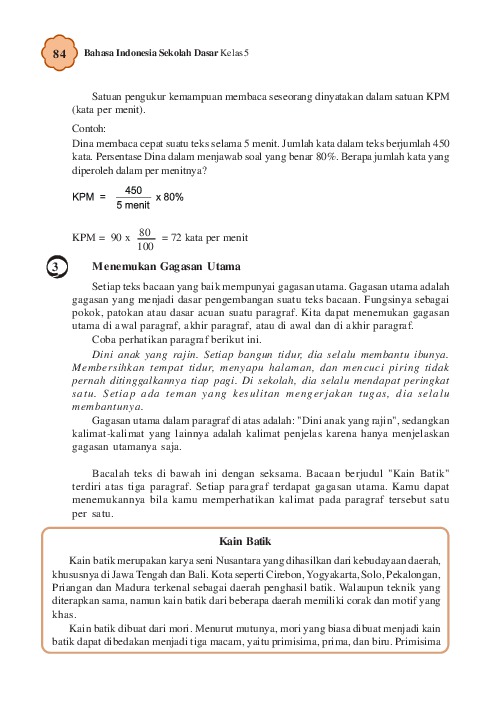 84 Bahasa Indonesia Sekolah Dasar Kelas 5
Satuan pengukur kemampuan membaca seseorang dinyatakan dalam satuan KPM
(kata per menit).
Contoh:
Dina membaca cepat suatu teks selama 5 menit. Jumlah kata dalam teks berjumlah 450
kata. Persentase Dina dalam menjawab soal yang benar 80%. Berapa jumlah kata yang
diperoleh dalam per menitnya?
KPM = 450 / 5 menit x 80%
KPM = 90 x 80 / 100 = 72 kata per menit
3 Menemukan Gagasan Utama
Setiap teks bacaan yang baik mempunyai gagasan utama. Gagasan utama adalah
gagasan yang menjadi dasar pengembangan suatu teks bacaan. Fungsinya sebagai
pokok, patokan atau dasar acuan suatu paragraf. Kita dapat menemukan gagasan
utama di awal paragraf, akhir paragraf, atau di awal dan di akhir paragraf.
Coba perhatikan paragraf berikut ini.
Dini anak yang rajin. Setiap bangun tidur, dia selalu membantu ibunya.
Membersihkan tempat tidur, menyapu halaman, dan mencuci piring tidak
pernah ditinggalkannya tiap pagi. Di sekolah, dia selalu mendapat peringkat
satu. Setiap ada teman yang kesulitan mengerjakan tugas, dia selalu
membantunya.
Gagasan utama dalam paragraf di atas adalah: "Dini anak yang rajin", sedangkan
kalimat-kalimat yang lainnya adalah kalimat penjelas karena hanya menjelaskan
gagasan utamanya saja.
Bacalah teks di bawah ini dengan seksama. Bacaan berjudul "Kain Batik"
terdiri atas tiga paragraf. Setiap paragraf terdapat gagasan utama. Kamu dapat
menemukannya bila kamu memperhatikan kalimat pada paragraf tersebut satu
per satu.
Kain Batik
Kain batik merupakan karya seni Nusantara yang dihasilkan dari kebudayaan daerah,
khususnya di Jawa Tengah dan Bali. Kota seperti Cirebon, Yogyakarta, Solo, Pekalongan,
Priangan dan Madura terkenal sebagai daerah penghasil batik. Walaupun teknik yang
diterapkan sama, namun kain batik dari beberapa daerah memiliki corak dan motif yang
khas.
Kain batik dibuat dari mori. Menurut mutunya, mori yang biasa dibuat menjadi kain
batik dapat dibedakan menjadi tiga macam, yaitu primisima, prima, dan biru. Primisima